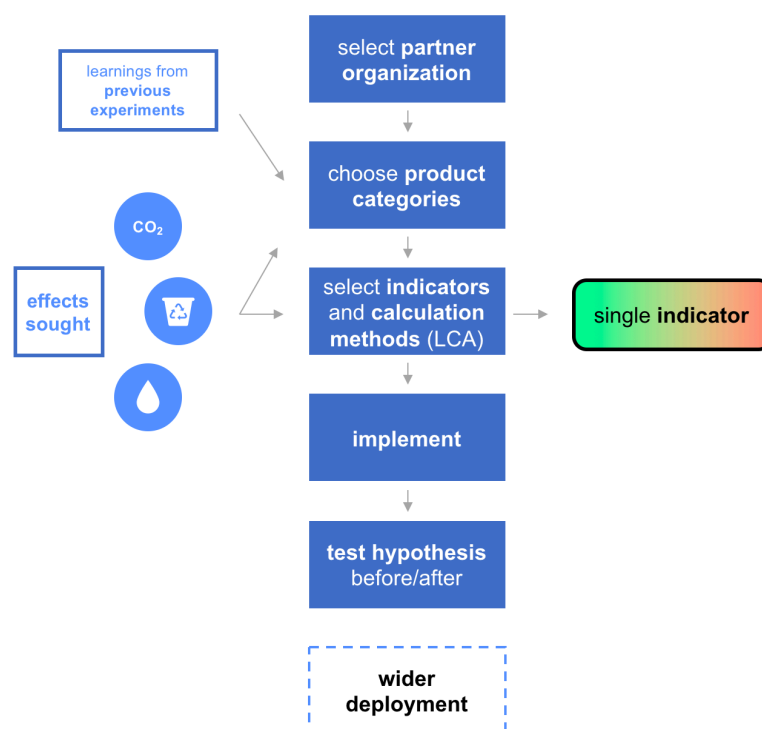 select partner
organization
learnings from
previous
experiments
choose product
categories
CO₂
effects
sought
select indicators
and calculation
methods (LCA)
single indicator
implement
test hypothesis
before/after
wider
deployment